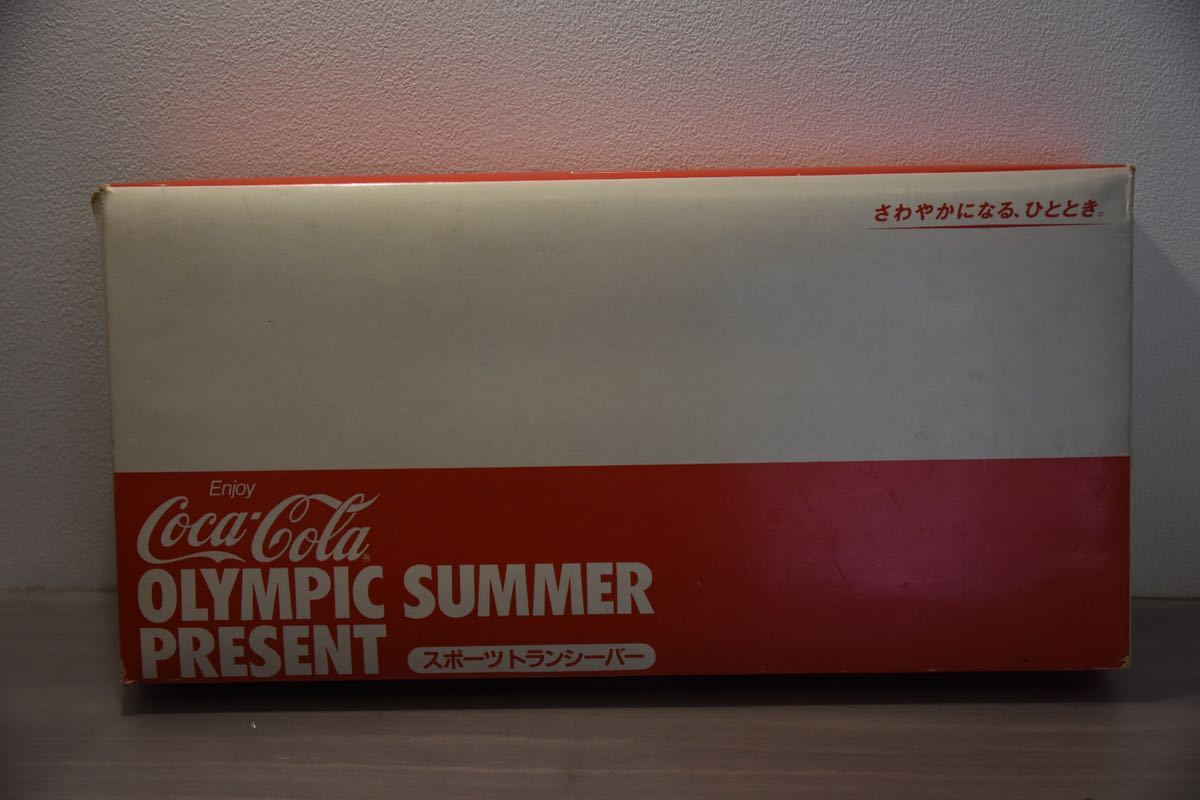 さわやかになる、ひととき。
Enjoy
Coca-Cola®
OLYMPIC SUMMER
PRESENT スポーツトランシーバー